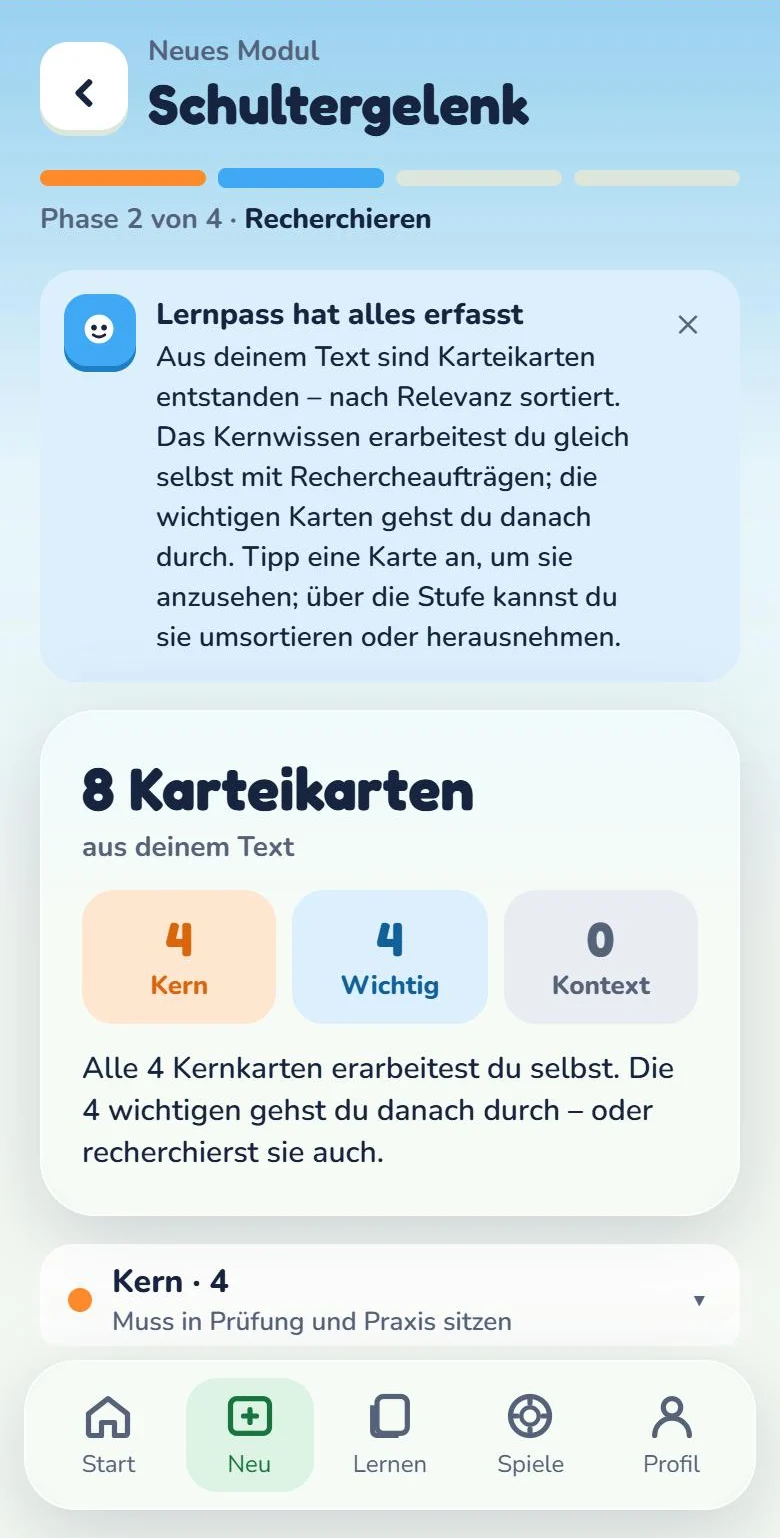 Neues Modul
Schultergelenk
Phase 2 von 4 · Recherchieren
Lernpass hat alles erfasst
Aus deinem Text sind Karteikarten
entstanden – nach Relevanz sortiert.
Das Kernwissen erarbeitest du gleich
selbst mit Rechercheaufträgen; die
wichtigen Karten gehst du danach
durch. Tipp eine Karte an, um sie
anzusehen; über die Stufe kannst du
sie umsortieren oder herausnehmen.
8 Karteikarten
aus deinem Text
4 4 0
Kern Wichtig Kontext
Alle 4 Kernkarten erarbeitest du selbst. Die
4 wichtigen gehst du danach durch – oder
recherchierst sie auch.
Kern · 4
Muss in Prüfung und Praxis sitzen
Start Neu Lernen Spiele Profil